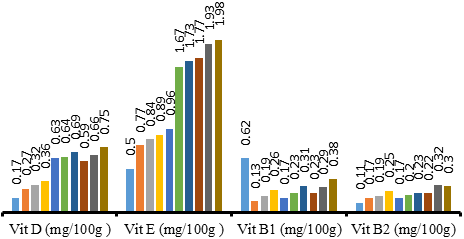 0.17 0.27 0.32 0.36 0.63 0.64 0.69 0.59 0.66 0.75
0.5 0.77 0.84 0.89 0.96 1.67 1.73 1.77 1.93 1.98
0.62 0.13 0.19 0.26 0.17 0.23 0.31 0.23 0.29 0.38
0.11 0.17 0.19 0.25 0.17 0.2 0.23 0.22 0.32 0.3
Vit D (mg/100g ) Vit E (mg/100g ) Vit B1 (mg/100g ) Vit B2 (mg/100g )